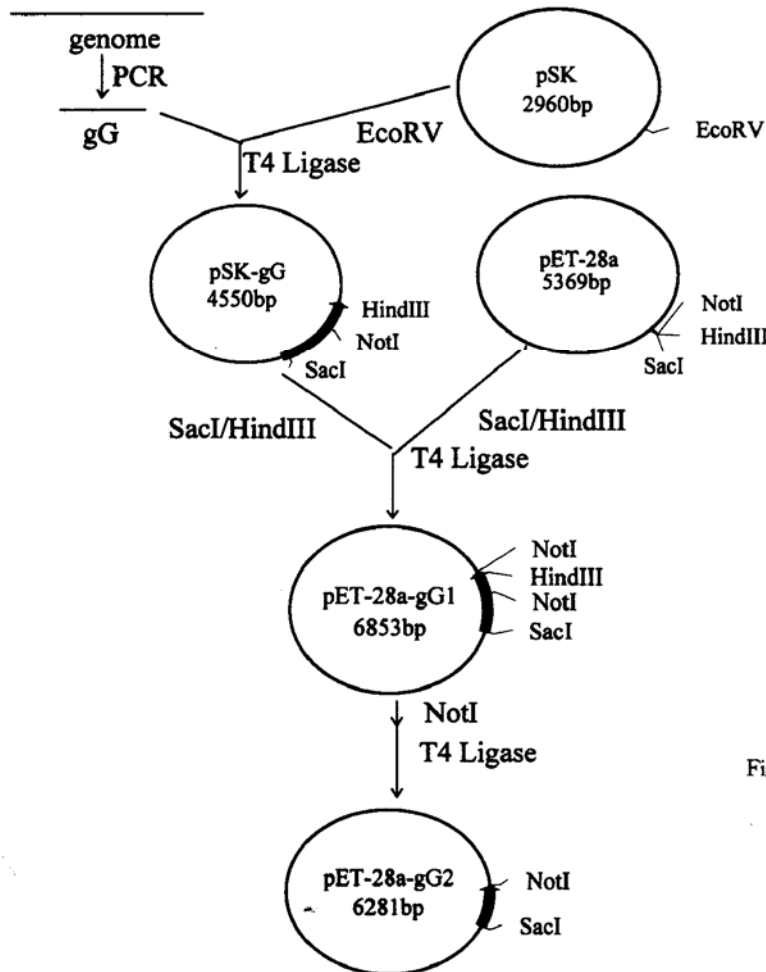 genome
PCR
gG
pSK
2960bp
EcoRV
EcoRV
T4 Ligase
pSK-gG
4550bp
HindIII
NotI
SacI
pET-28a
5369bp
NotI
HindIII
SacI
SacI/HindIII
SacI/HindIII
T4 Ligase
pET-28a-gG1
6853bp
NotI
HindIII
NotI
SacI
NotI
T4 Ligase
Fi
pET-28a-gG2
6281bp
NotI
SacI